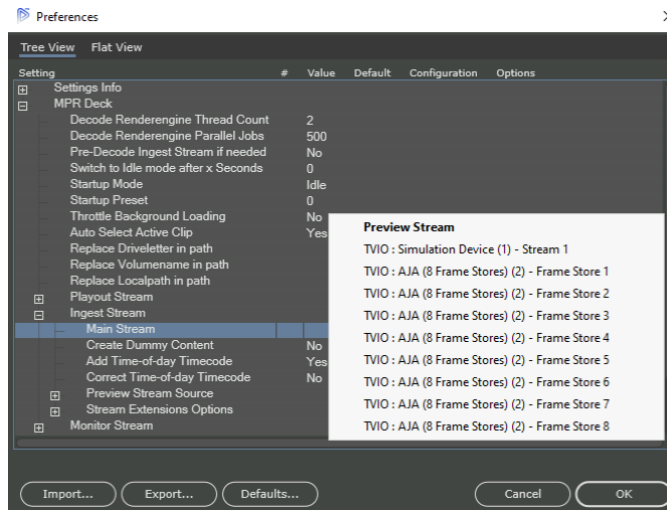 Preferences
Tree View Flat View
Setting # Value Default Configuration Options
Settings Info
MPR Deck
Decode Renderengine Thread Count 2
Decode Renderengine Parallel Jobs 500
Pre-Decode Ingest Stream if needed No
Switch to Idle mode after x Seconds 0
Startup Mode Idle
Startup Preset 0
Throttle Background Loading No
Auto Select Active Clip Yes
Replace Driveletter in path
Replace Volumename in path
Replace Localpath in path
Playout Stream
Ingest Stream
Main Stream
Create Dummy Content No
Add Time-of-day Timecode Yes
Correct Time-of-day Timecode No
Preview Stream Source
Stream Extensions Options
Monitor Stream
Preview Stream
TVIO : Simulation Device (1) - Stream 1
TVIO : AJA (8 Frame Stores) (2) - Frame Store 1
TVIO : AJA (8 Frame Stores) (2) - Frame Store 2
TVIO : AJA (8 Frame Stores) (2) - Frame Store 3
TVIO : AJA (8 Frame Stores) (2) - Frame Store 4
TVIO : AJA (8 Frame Stores) (2) - Frame Store 5
TVIO : AJA (8 Frame Stores) (2) - Frame Store 6
TVIO : AJA (8 Frame Stores) (2) - Frame Store 7
TVIO : AJA (8 Frame Stores) (2) - Frame Store 8
Import... Export... Defaults... Cancel OK